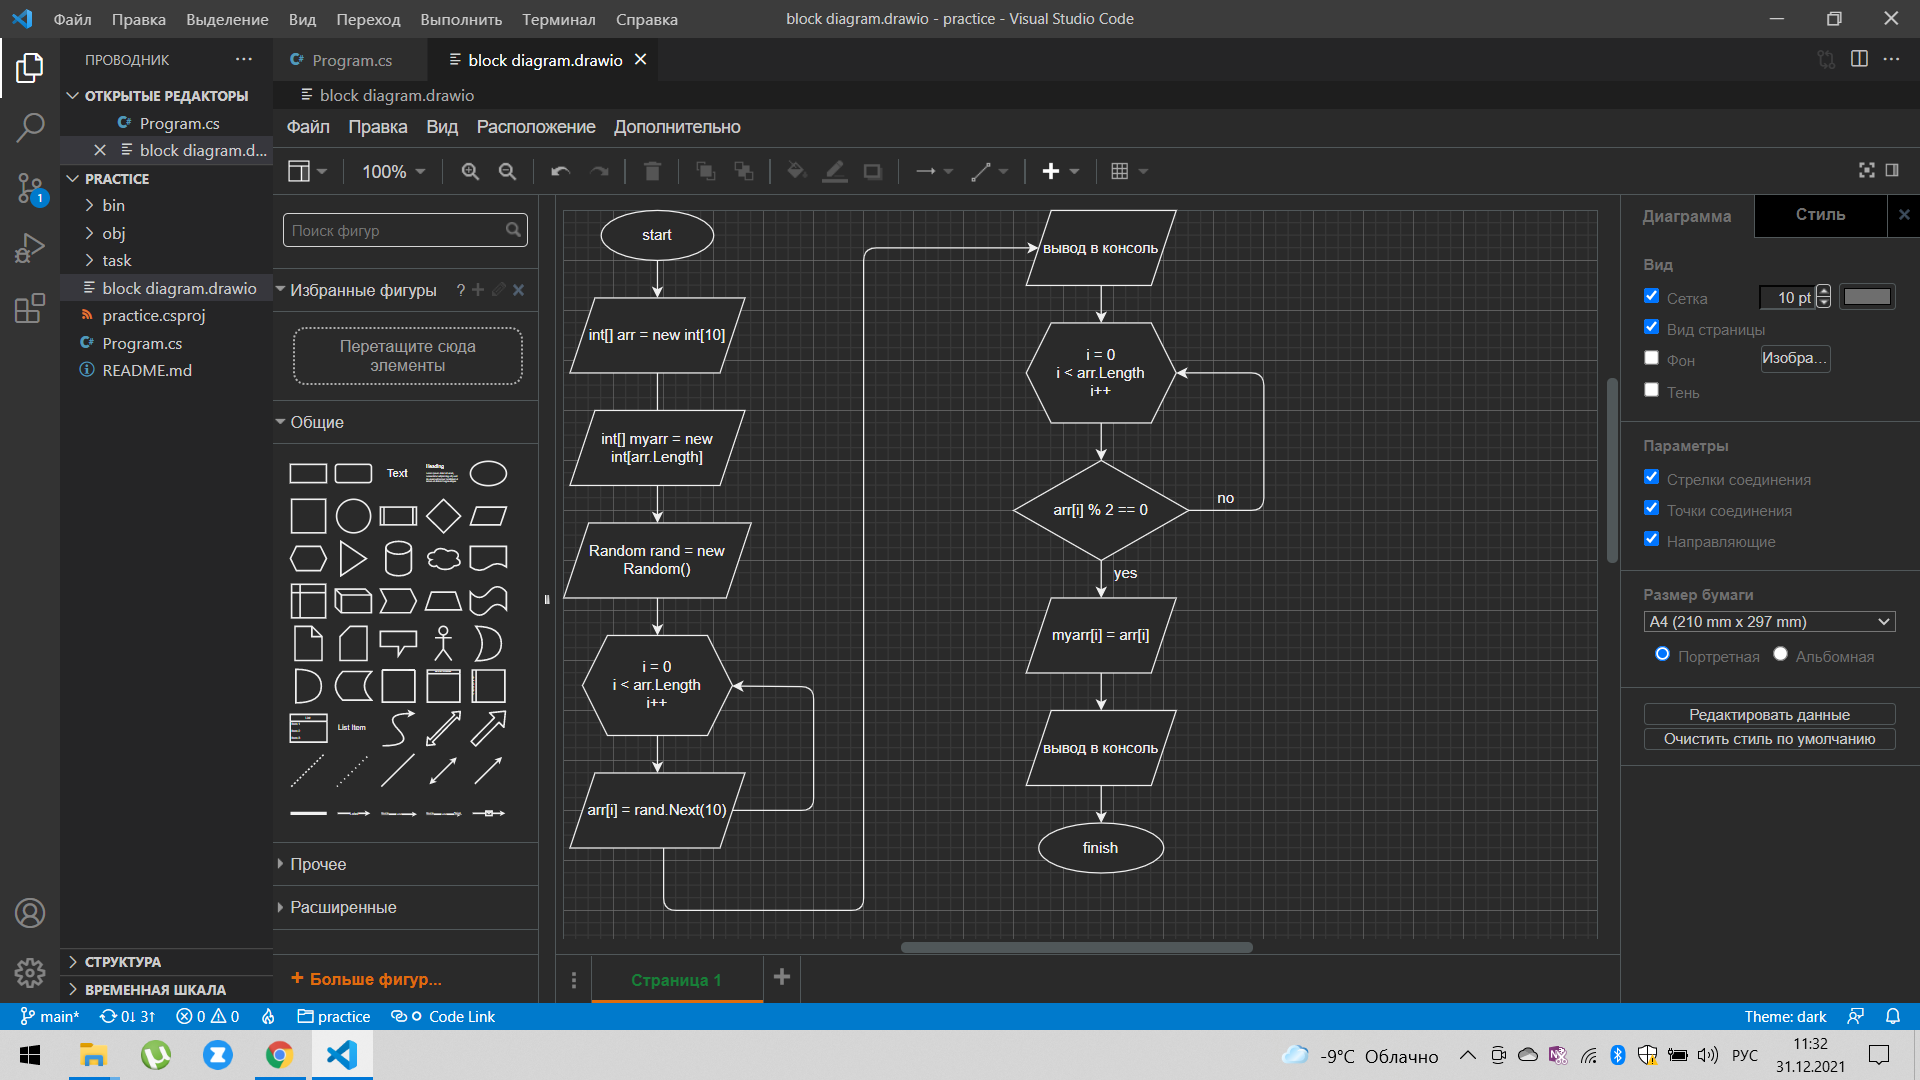 Файл Правка Выделение Вид Переход Выполнить Терминал Справка
block diagram.drawio - practice - Visual Studio Code
ПРОВОДНИК
Program.cs
block diagram.drawio
ОТКРЫТЫЕ РЕДАКТОРЫ
Program.cs
block diagram.d...
PRACTICE
bin
obj
task
block diagram.drawio
practice.csproj
Program.cs
README.md
СТРУКТУРА
ВРЕМЕННАЯ ШКАЛА
1
block diagram.drawio
Файл Правка Вид Расположение Дополнительно
100%
Поиск фигур
Избранные фигуры ?
Перетащите сюда
элементы
Общие
Text
Heading
List Item
Прочее
Расширенные
+ Больше фигур...
start
int[] arr = new int[10]
int[] myarr = new
int[arr.Length]
Random rand = new
Random()
i = 0
i < arr.Length
i++
arr[i] = rand.Next(10)
вывод в консоль
i = 0
i < arr.Length
i++
arr[i] % 2 == 0
no
yes
myarr[i] = arr[i]
вывод в консоль
finish
Страница 1
Диаграмма
Стиль
Вид
Сетка
10 pt
Вид страницы
Фон
Изобра...
Тень
Параметры
Стрелки соединения
Точки соединения
Направляющие
Размер бумаги
A4 (210 mm x 297 mm)
Портретная
Альбомная
Редактировать данные
Очистить стиль по умолчанию
main* 0↓ 3↑ 0 0 practice Code Link
Theme: dark
-9°C Облачно
РУС
11:32
31.12.2021